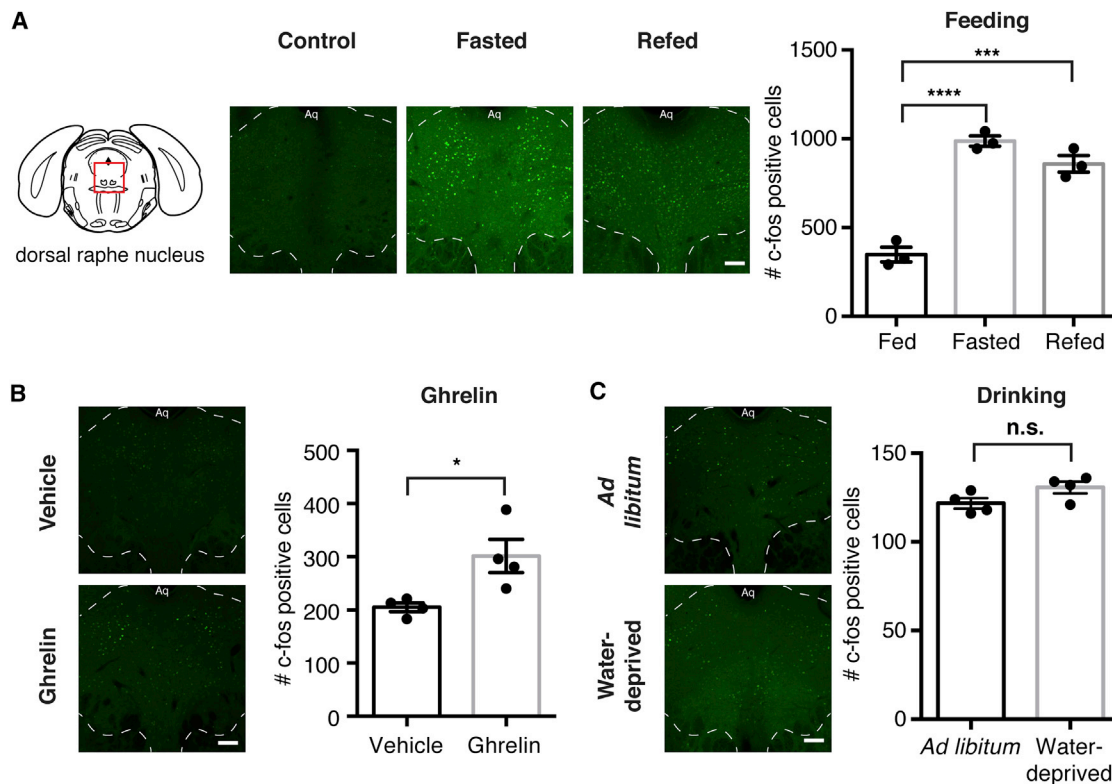 A
Control
Fasted
Refed
Aq
Aq
Aq
dorsal raphe nucleus
Feeding
# c-fos positive cells
1500
1000
500
0
***
****
Fed
Fasted
Refed
B
Vehicle
Aq
Ghrelin
Aq
Ghrelin
# c-fos positive cells
500
400
300
200
100
0
*
Vehicle
Ghrelin
C
Ad
libitum
Aq
Water-
deprived
Aq
Drinking
n.s.
# c-fos positive cells
150
100
50
0
Ad libitum
Water-
deprived